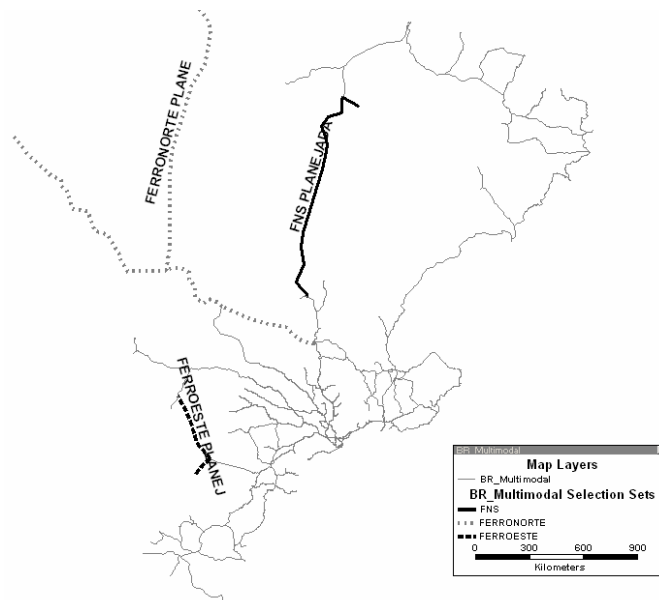 FERRONORTE PLANE
FNS PLANEJADA
FERROESTE PLANEJ
BR_Multimodal
Map Layers
BR_Multimodal
BR_Multimodal Selection Sets
FNS
FERRONORTE
FERROESTE
0 300 600 900
Kilometers